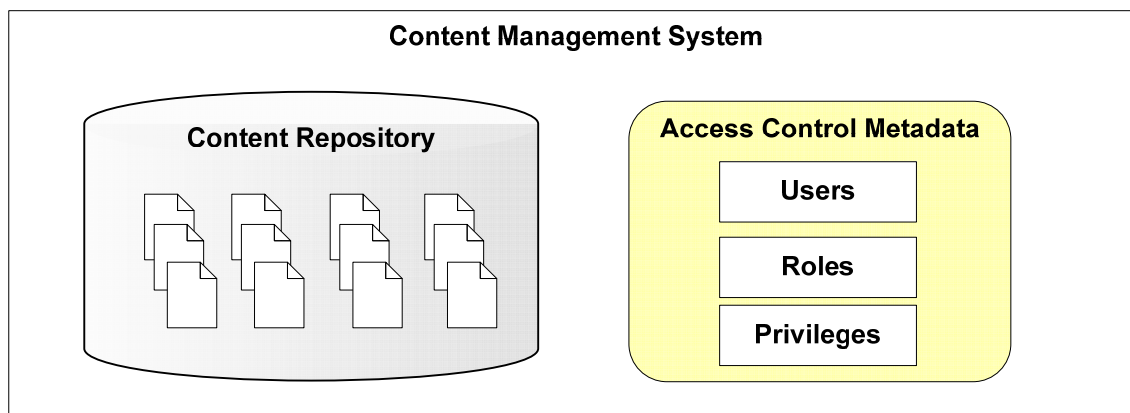 Content Management System
Content Repository
Access Control Metadata
Users
Roles
Privileges